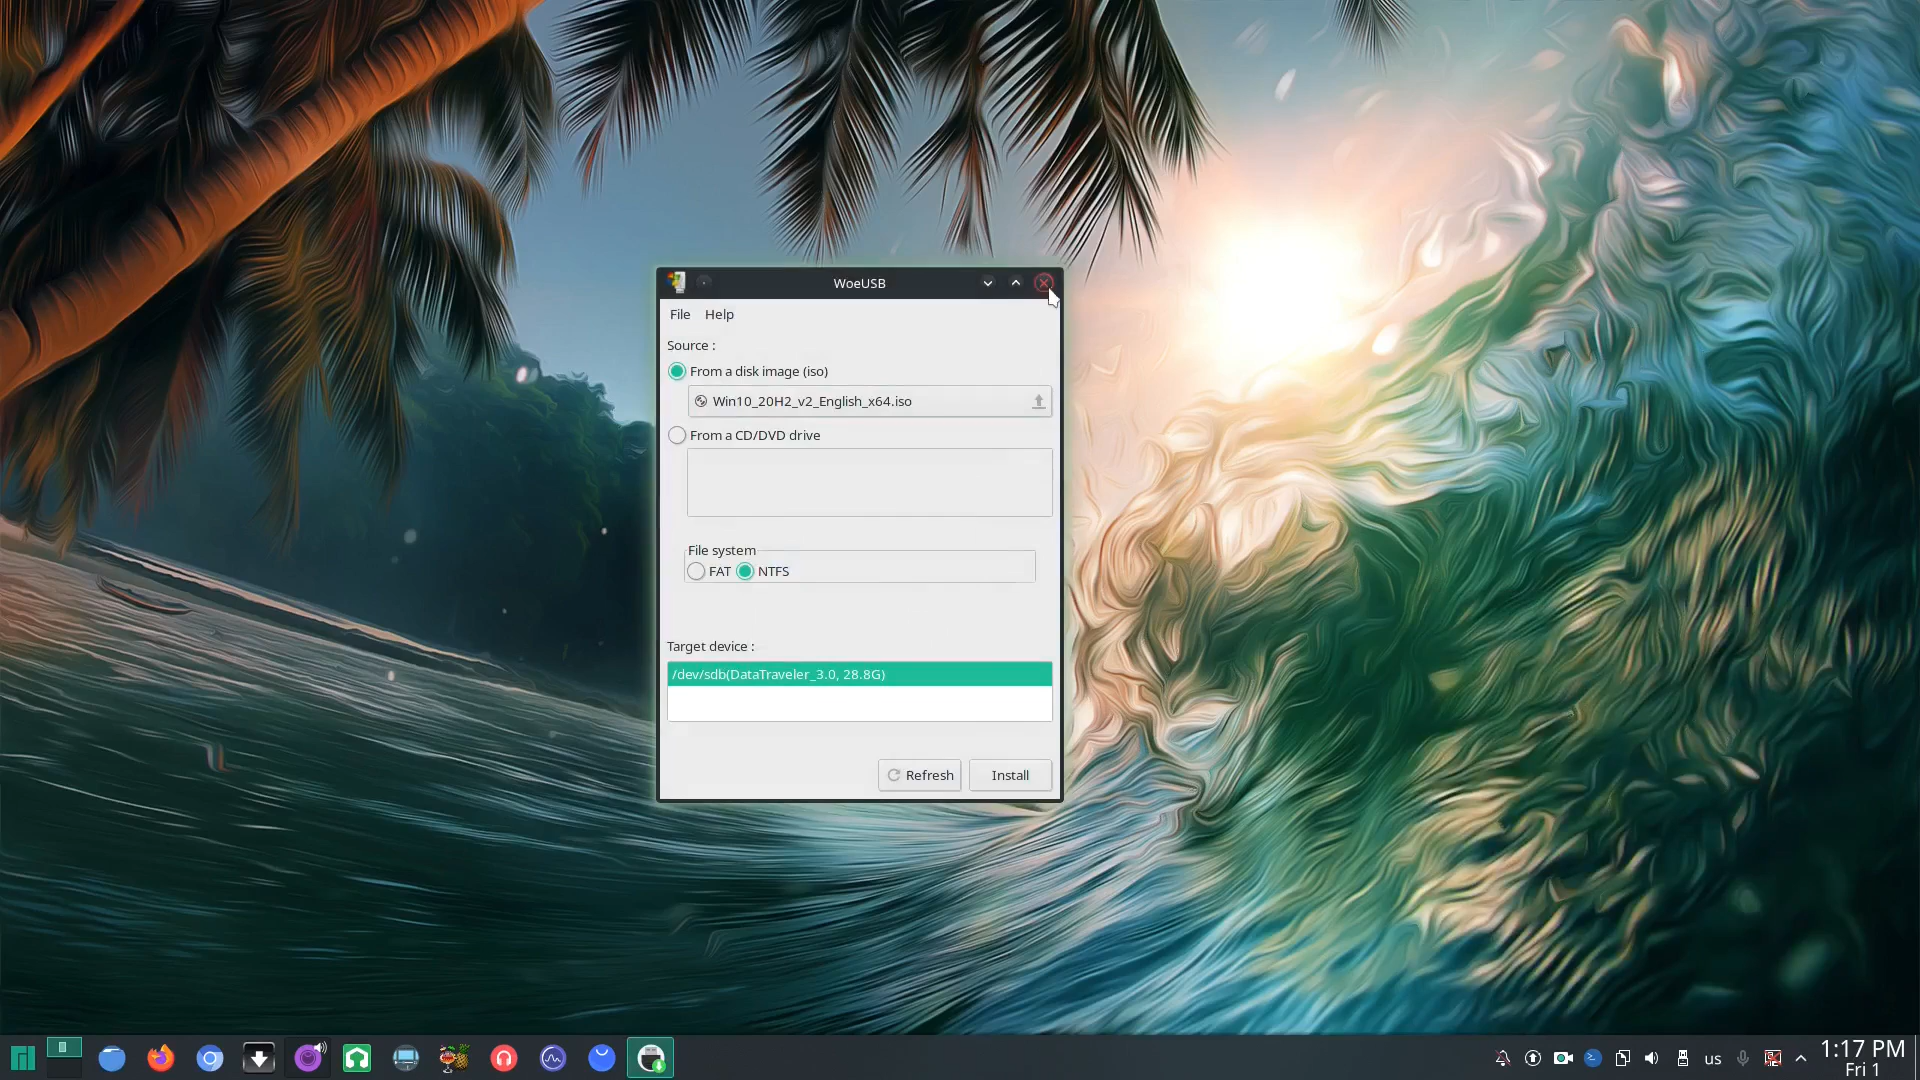 WoeUSB
File Help
Source :
From a disk image (iso)
Win10_20H2_v2_English_x64.iso
From a CD/DVD drive
File system
FAT NTFS
Target device :
/dev/sdb(DataTraveler_3.0, 28.8G)
Refresh Install
us
1:17 PM
Fri 1